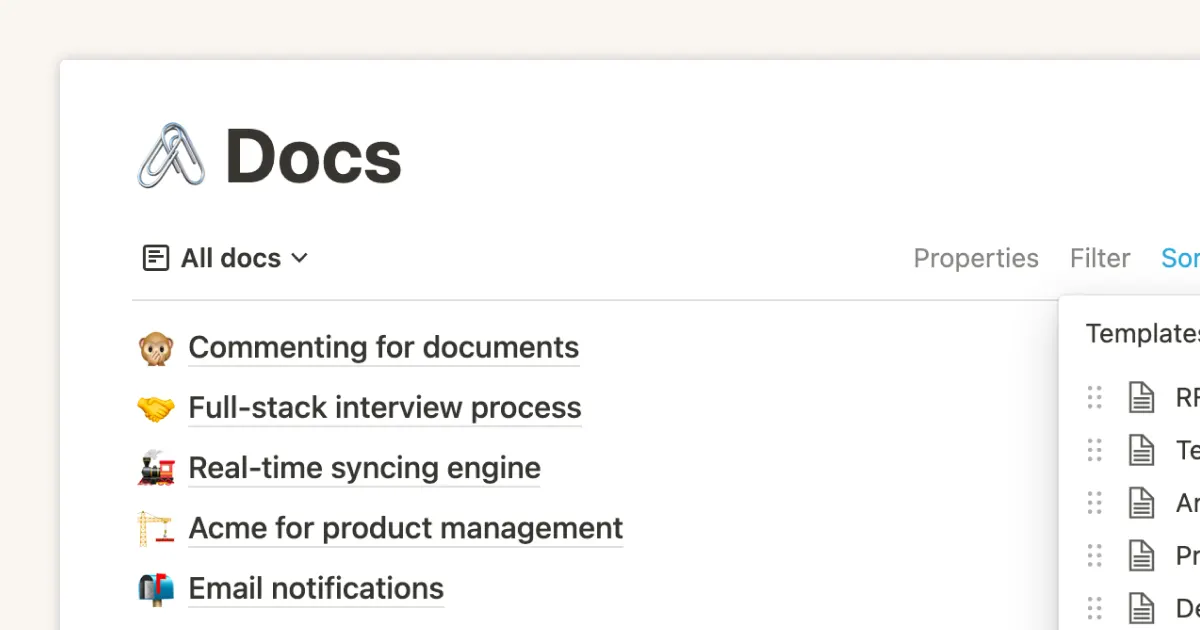 Docs
All docs
Properties Filter
Commenting for documents
Full-stack interview process
Real-time syncing engine
Acme for product management
Email notifications
Templates